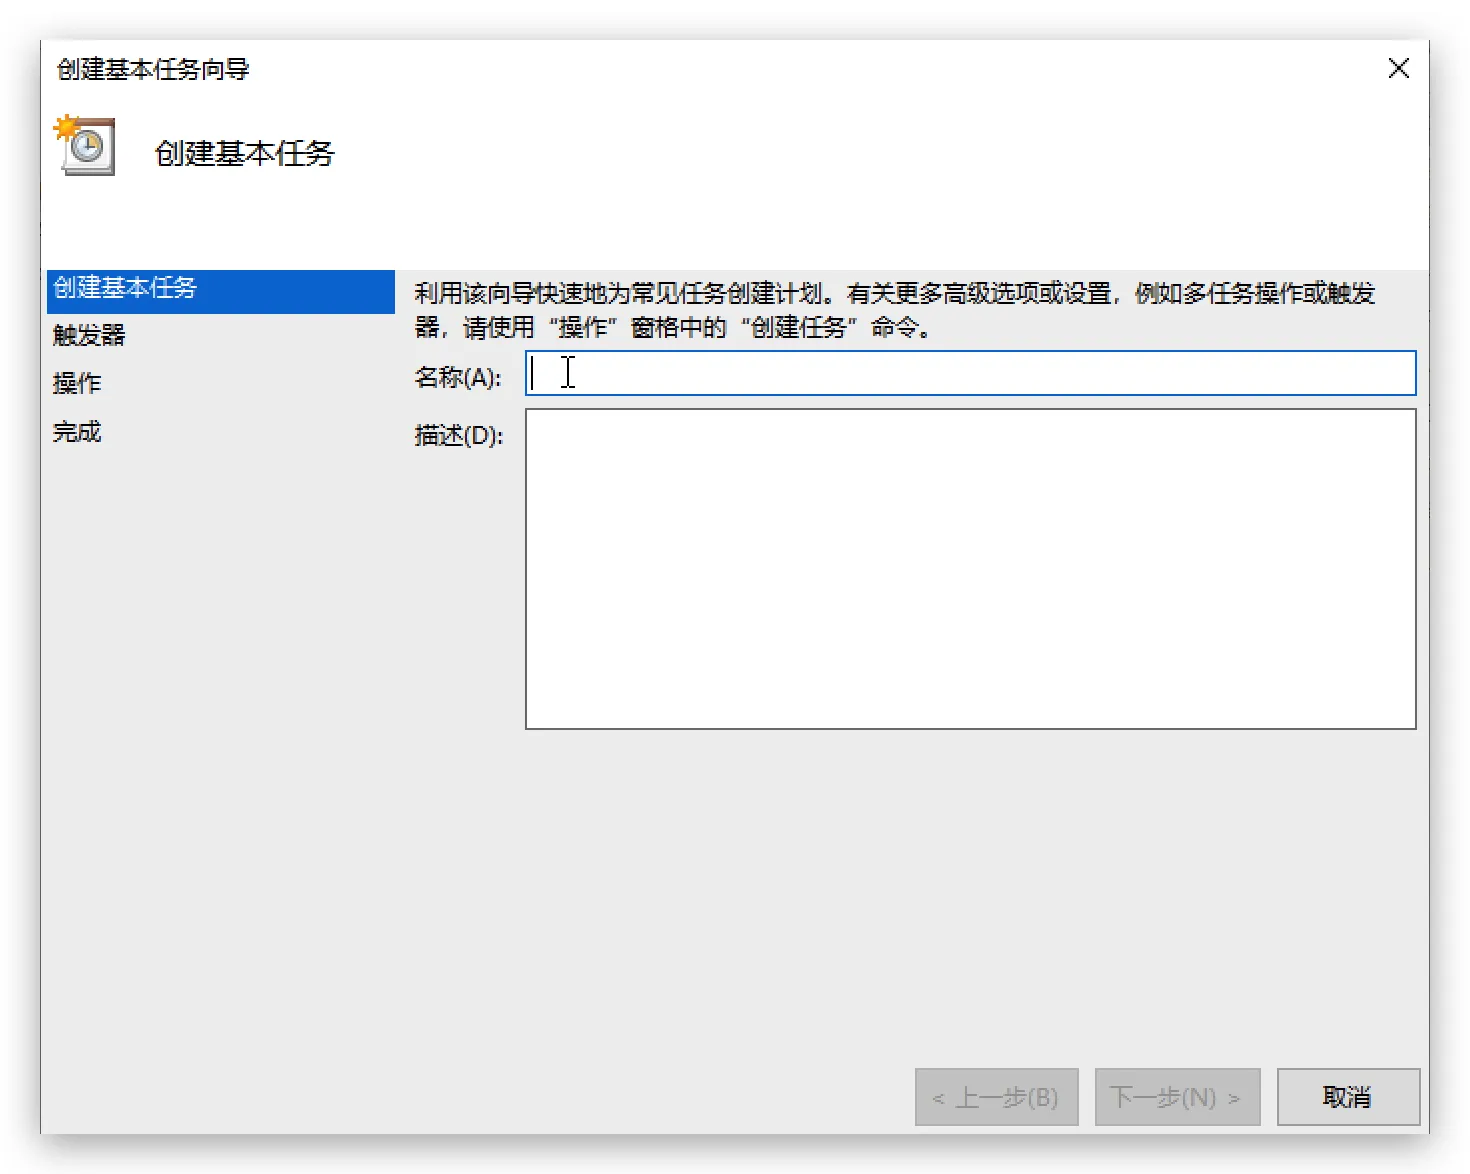 创建基本任务向导
创建基本任务
创建基本任务
触发器
操作
完成
利用该向导快速地为常见任务创建计划。有关更多高级选项或设置，例如多任务操作或触发
器，请使用“操作”窗格中的“创建任务”命令。
名称(A):
描述(D):
< 上一步(B)
下一步(N) >
取消